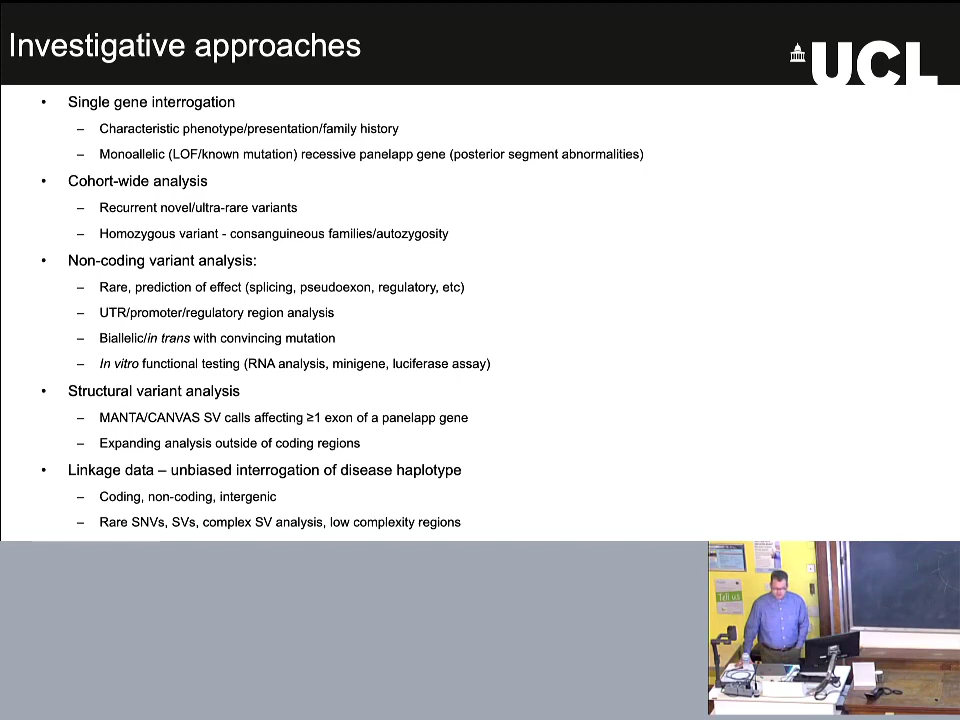 Investigative approaches
UCL
• Single gene interrogation
– Characteristic phenotype/presentation/family history
– Monoallelic (LOF/known mutation) recessive panelapp gene (posterior segment abnormalities)
• Cohort-wide analysis
– Recurrent novel/ultra-rare variants
– Homozygous variant - consanguineous families/autozygosity
• Non-coding variant analysis:
– Rare, prediction of effect (splicing, pseudoexon, regulatory, etc)
– UTR/promoter/regulatory region analysis
– Biallelic/in trans with convincing mutation
– In vitro functional testing (RNA analysis, minigene, luciferase assay)
• Structural variant analysis
– MANTA/CANVAS SV calls affecting ≥1 exon of a panelapp gene
– Expanding analysis outside of coding regions
• Linkage data – unbiased interrogation of disease haplotype
– Coding, non-coding, intergenic
– Rare SNVs, SVs, complex SV analysis, low complexity regions
Tell us